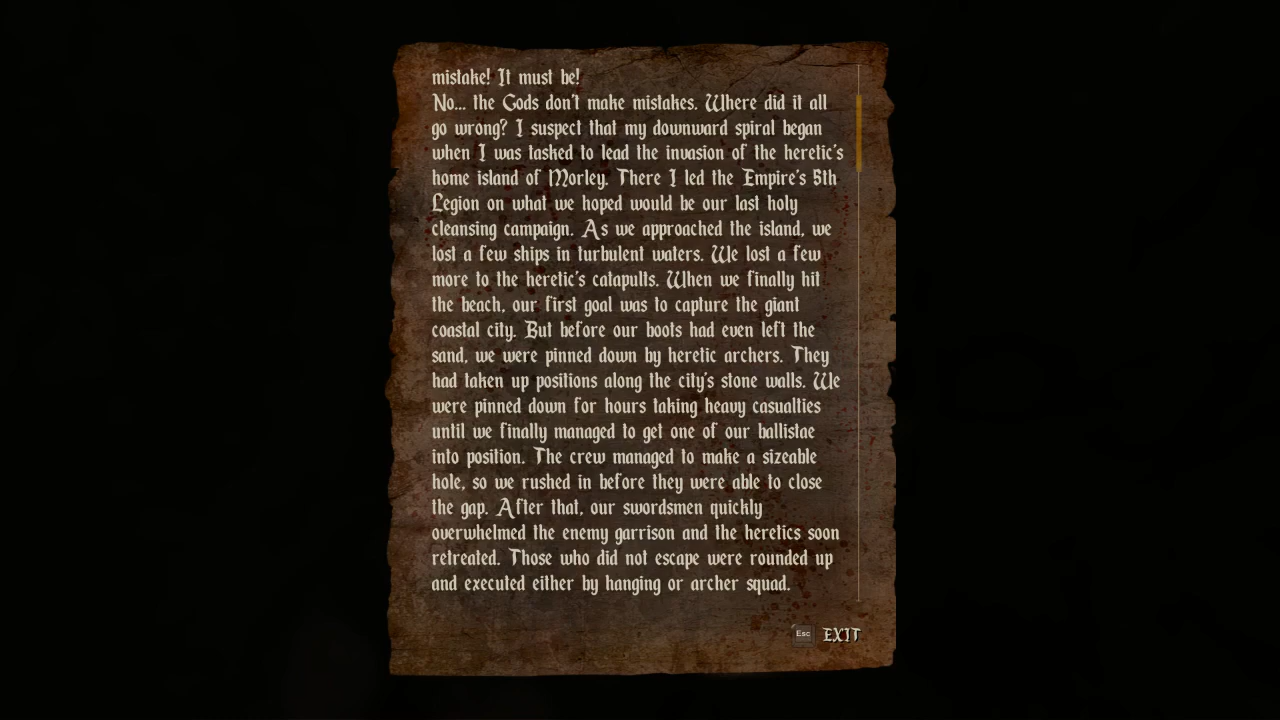 mistake! It must be!
No... the Gods don't make mistakes. Where did it all
go wrong? I suspect that my downward spiral began
when I was tasked to lead the invasion of the heretic's
home island of Morley. There I led the Empire's 5th
Legion on what we hoped would be our last holy
cleansing campaign. As we approached the island, we
lost a few ships in turbulent waters. We lost a few
more to the heretic's catapults. When we finally hit
the beach, our first goal was to capture the giant
coastal city. But before our boots had even left the
sand, we were pinned down by heretic archers. They
had taken up positions along the city's stone walls. We
were pinned down for hours taking heavy casualties
until we finally managed to get one of our ballistae
into position. The crew managed to make a sizeable
hole, so we rushed in before they were able to close
the gap. After that, our swordsmen quickly
overwhelmed the enemy garrison and the heretics soon
retreated. Those who did not escape were rounded up
and executed either by hanging or archer squad.
Esc EXIT